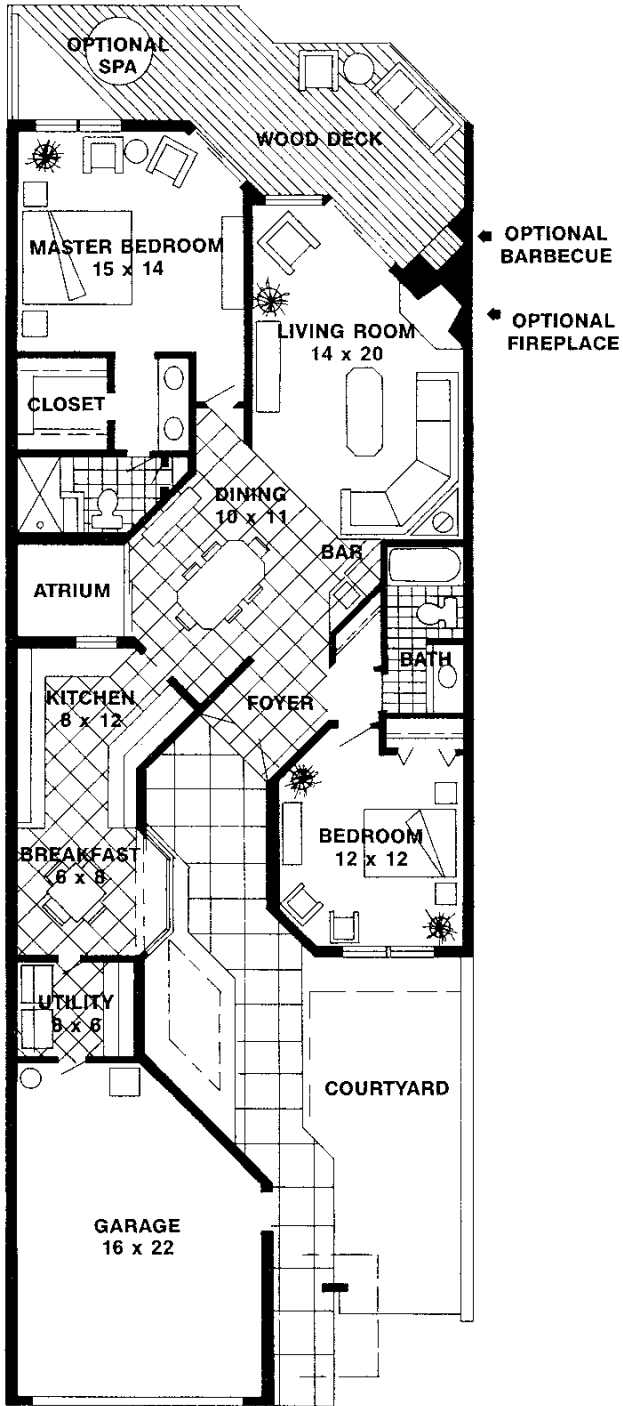 OPTIONAL
SPA
WOOD DECK
OPTIONAL
BARBECUE
MASTER BEDROOM
15 x 14
OPTIONAL
FIREPLACE
LIVING ROOM
14 x 20
CLOSET
DINING
10 x 11
BAR
ATRIUM
BATH
KITCHEN
8 x 12
FOYER
BEDROOM
12 x 12
BREAKFAST
6 x 8
UTILITY
8 x 6
COURTYARD
GARAGE
16 x 22